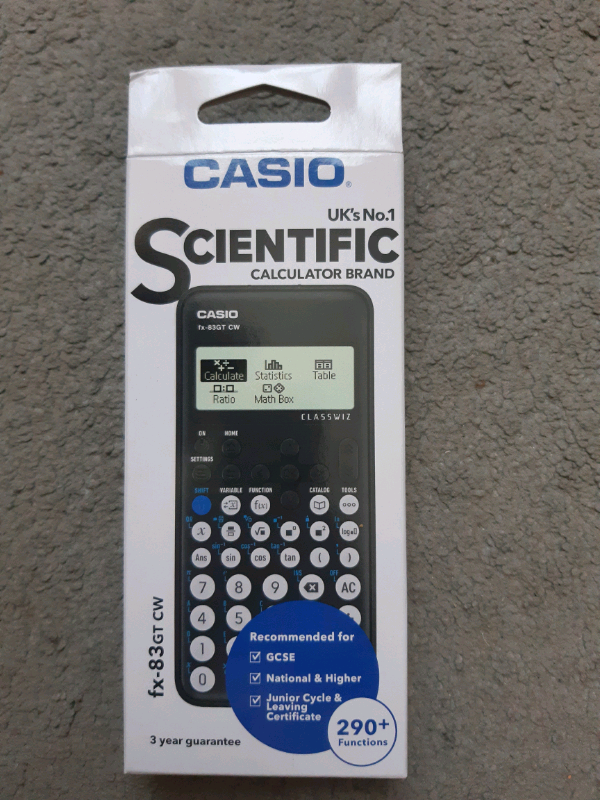 CASIO®
UK's No.1
SCIENTIFIC
CALCULATOR BRAND
CASIO
fx-83GT CW
Calculate Statistics Table
Ratio Math Box
CLASSWIZ
ON HOME
SETTINGS
SHIFT VARIABLE FUNCTION CATALOG TOOLS
f(x)
x
Ans sin cos tan ( )
7 8 9 AC
4 5
1
0
fx-83GT CW
Recommended for
GCSE
National & Higher
Junior Cycle &
Leaving
Certificate
290+
Functions
3 year guarantee